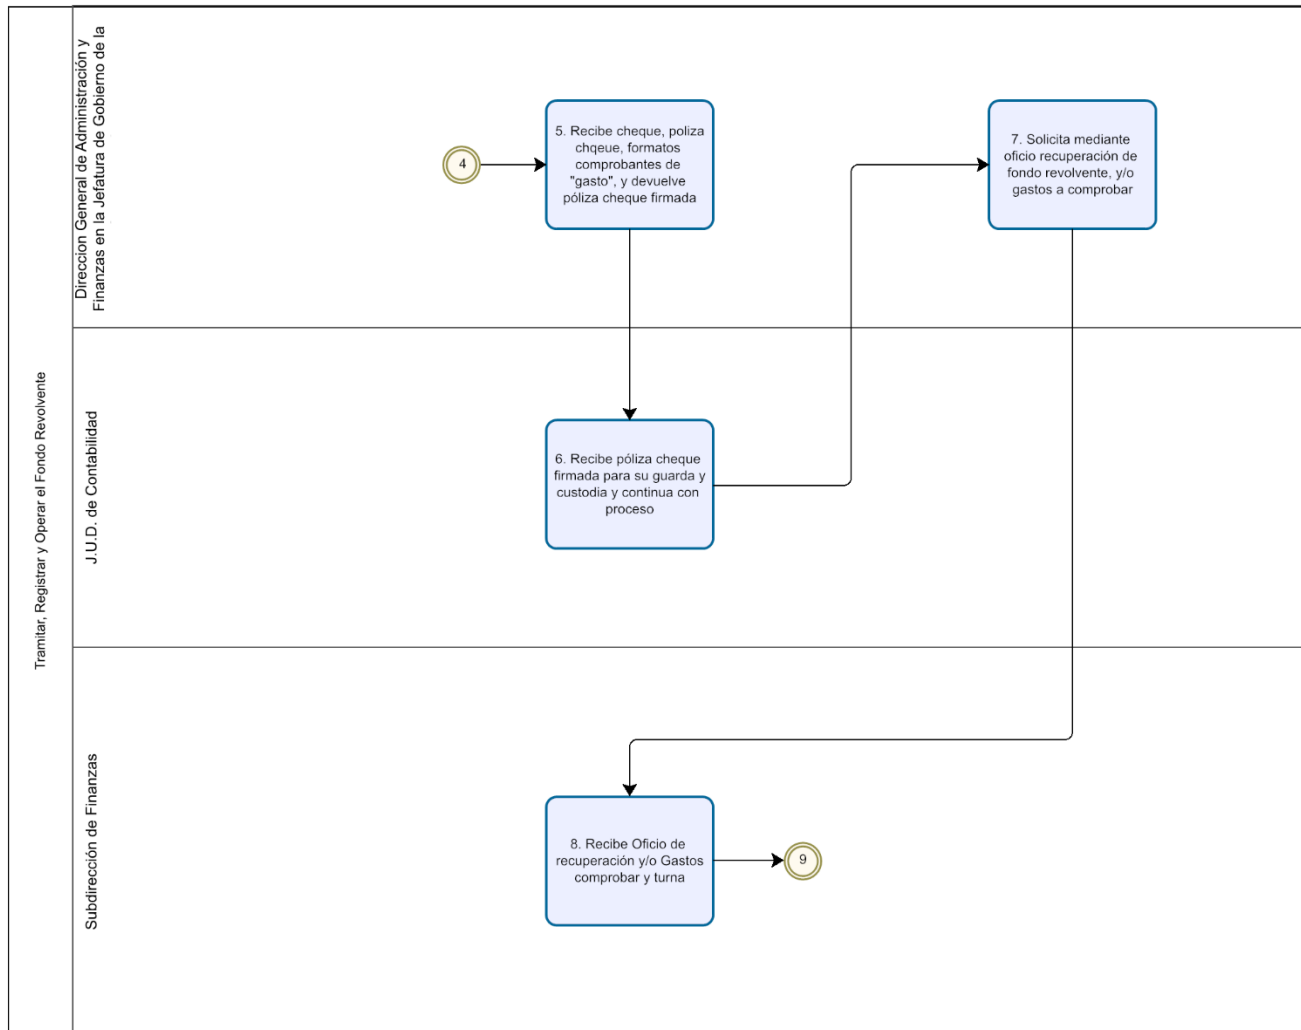 Tramitar, Registrar y Operar el Fondo Revolvente
Direccion General de Administración y
Finanzas en la Jefatura de Gobierno de la
4
5. Recibe cheque, poliza
chqeue, formatos
comprobantes de
"gasto", y devuelve
póliza cheque firmada
7. Solicita mediante
oficio recuperación de
fondo revolvente, y/o
gastos a comprobar
J.U.D. de Contabilidad
6. Recibe póliza cheque
firmada para su guarda y
custodia y continua con
proceso
Subdirección de Finanzas
8. Recibe Oficio de
recuperación y/o Gastos
comprobar y turna
9